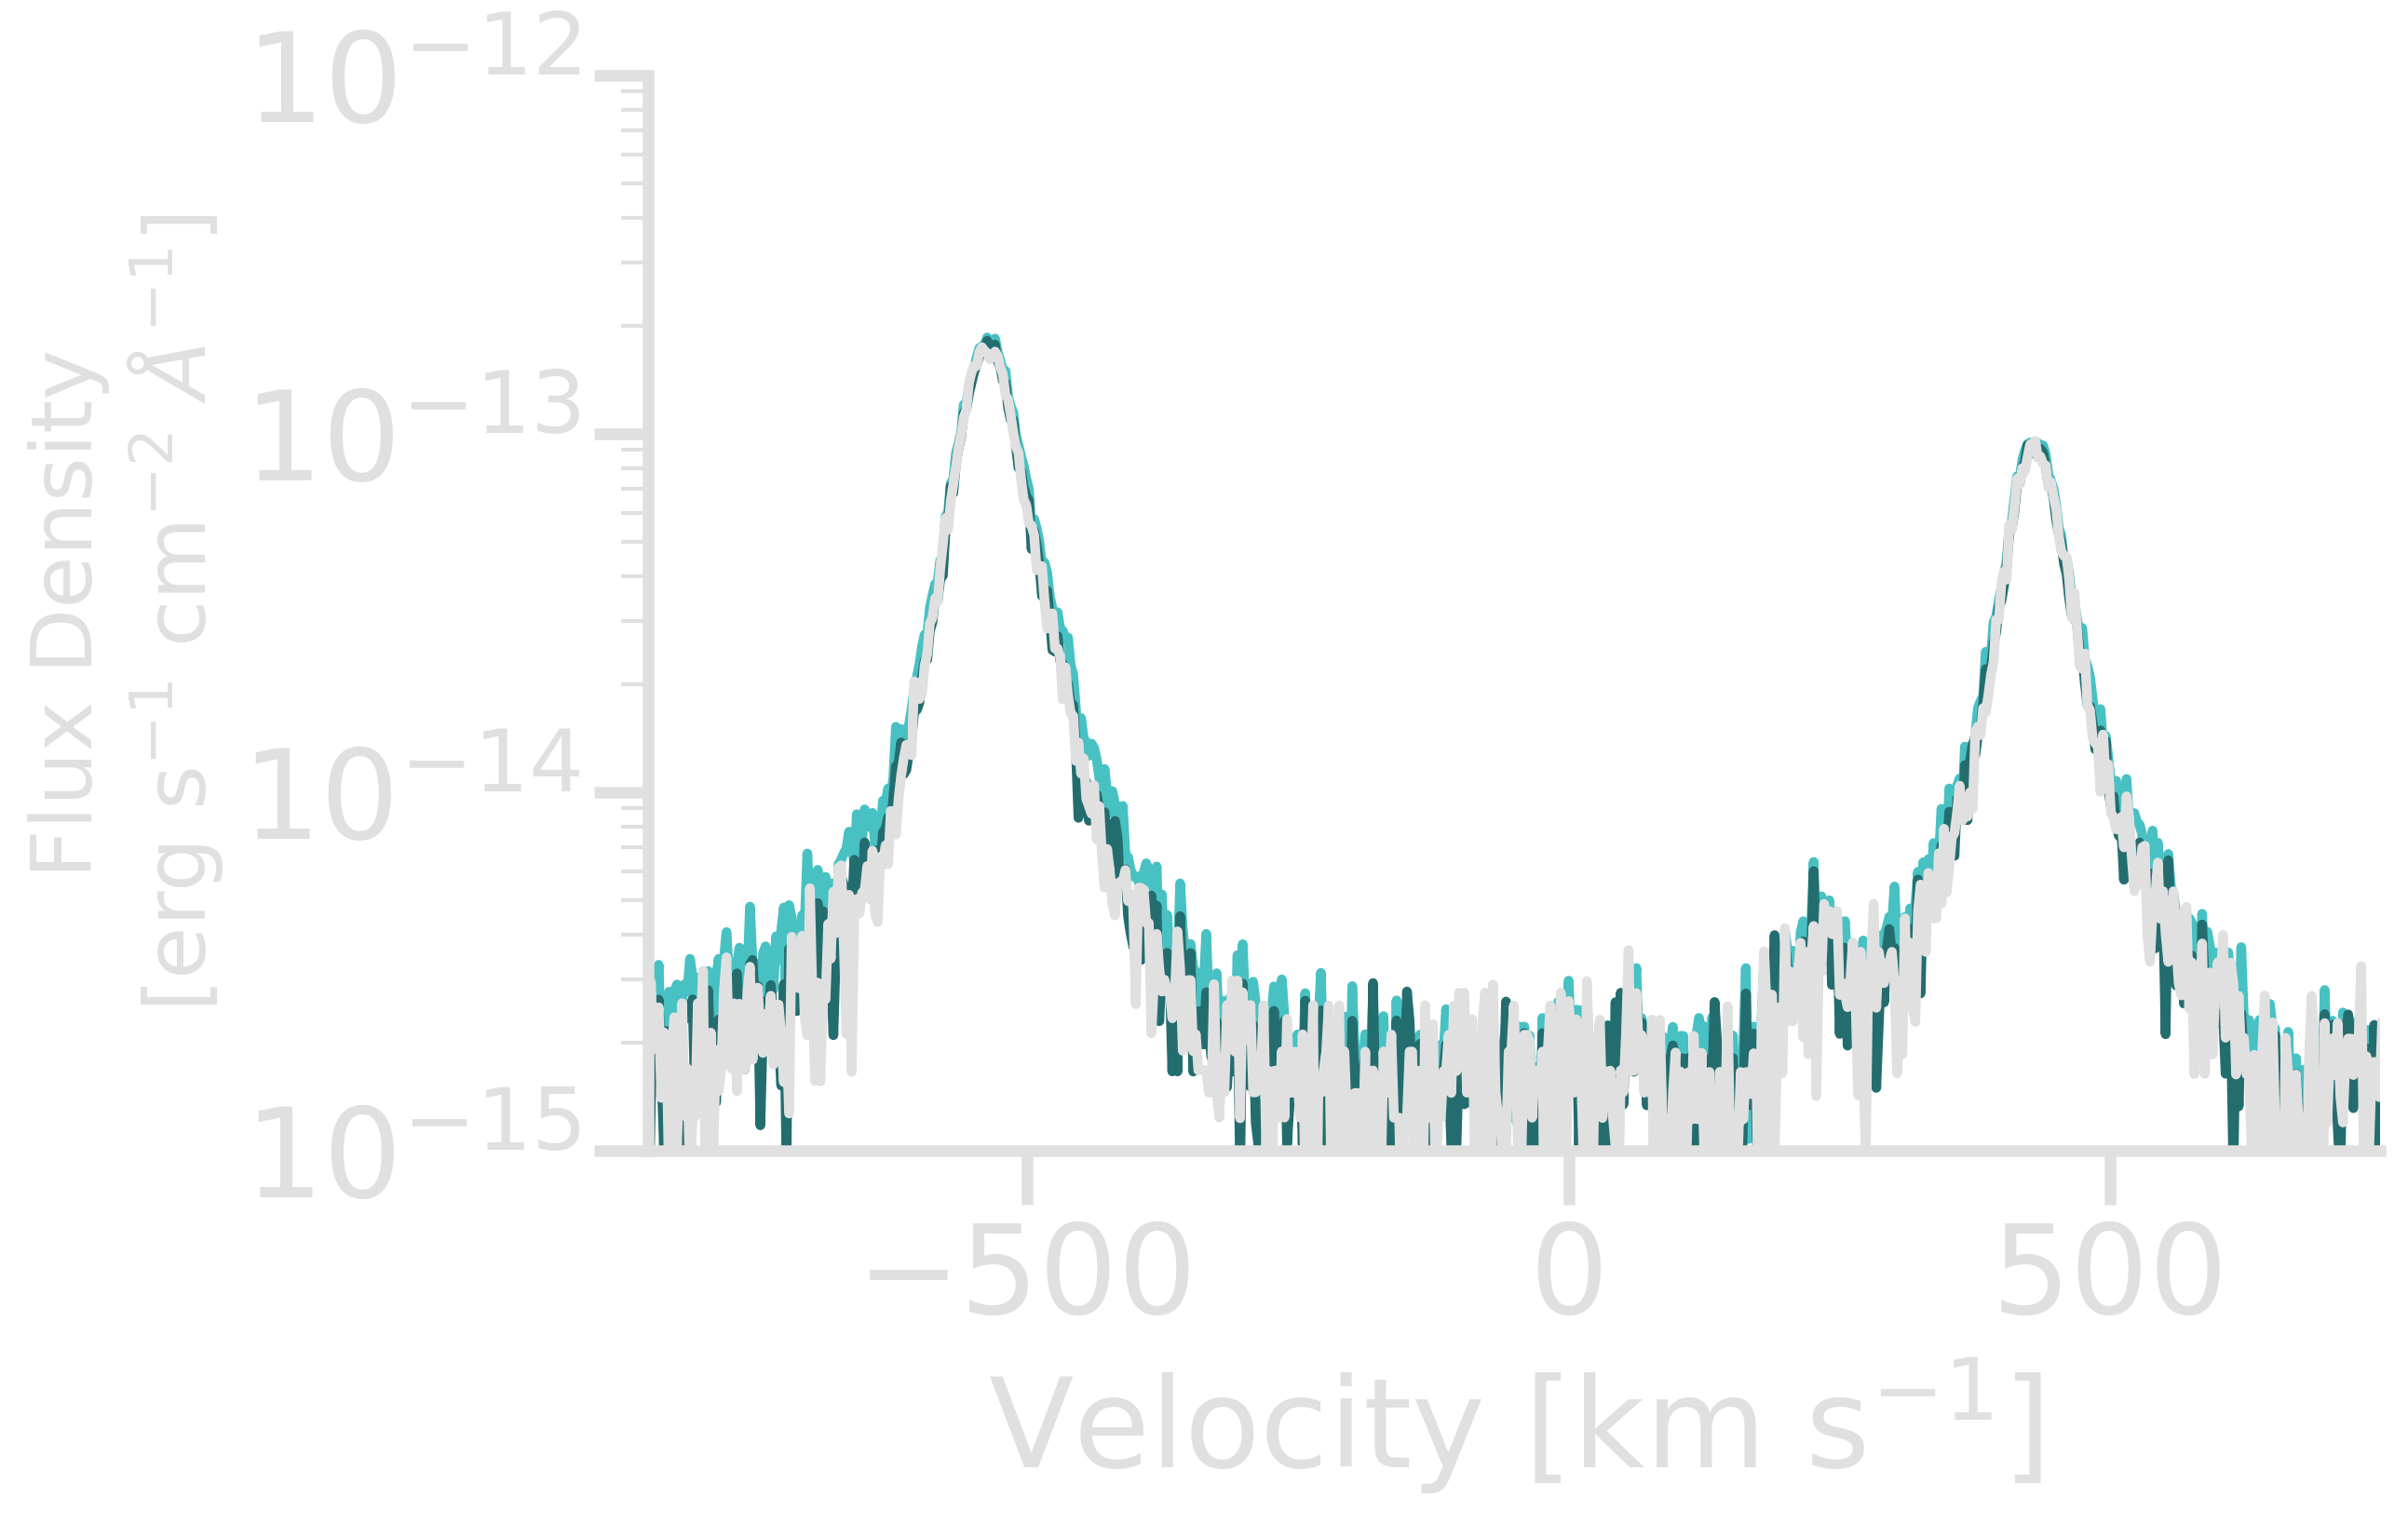 Flux Density
[erg s⁻¹ cm⁻² Å⁻¹]
10⁻¹²
10⁻¹³
10⁻¹⁴
10⁻¹⁵
−500 0 500
Velocity [km s⁻¹]